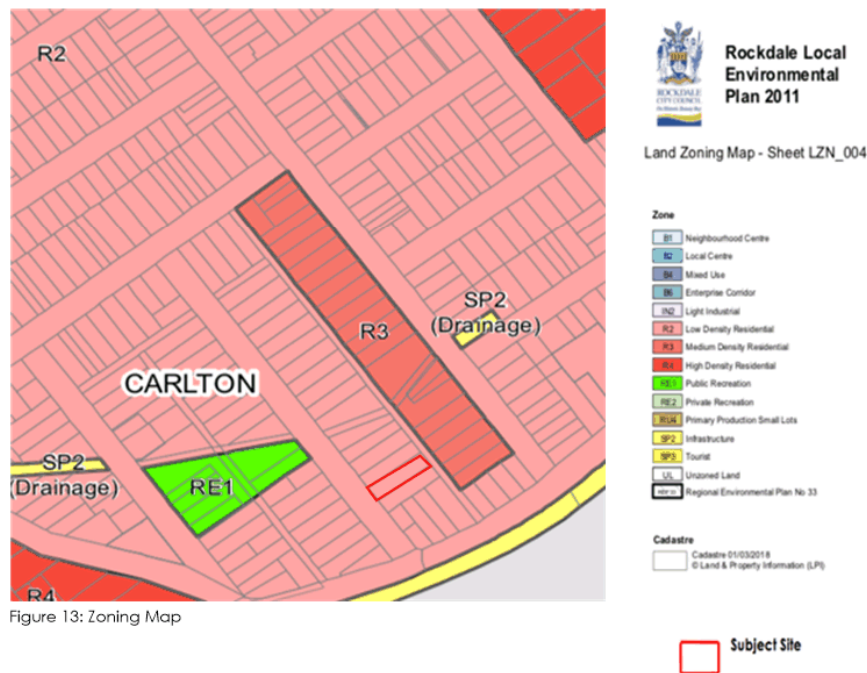 R2
R3
SP2
(Drainage)
CARLTON
SP2
(Drainage)
RE1
R4
Figure 13: Zoning Map
ROCKDALE
CITY COUNCIL
Rockdale Local
Environmental
Plan 2011
Land Zoning Map - Sheet LZN_004
Zone
B1 Neighbourhood Centre
B2 Local Centre
B4 Mixed Use
B6 Enterprise Corridor
IN2 Light Industrial
R2 Low Density Residential
R3 Medium Density Residential
R4 High Density Residential
RE1 Public Recreation
RE2 Private Recreation
RU4 Primary Production Small Lots
SP2 Infrastructure
SP3 Tourist
UL Unzoned Land
Regional Environmental Plan No 33
Cadastre
Cadastre 01/03/2018
© Land & Property Information (LPI)
Subject Site